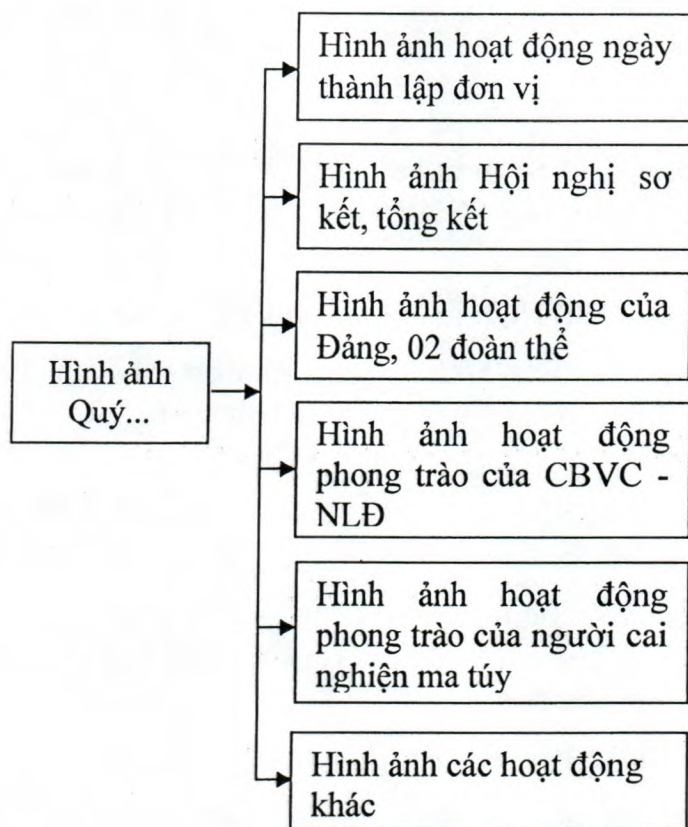 Hình ảnh hoạt động ngày
thành lập đơn vị
Hình ảnh Hội nghị sơ
kết, tổng kết
Hình ảnh hoạt động của
Đảng, 02 đoàn thể
Hình ảnh
Quý...
Hình ảnh hoạt động
phong trào của CBVC -
NLĐ
Hình ảnh hoạt động
phong trào của người cai
nghiện ma túy
Hình ảnh các hoạt động
khác